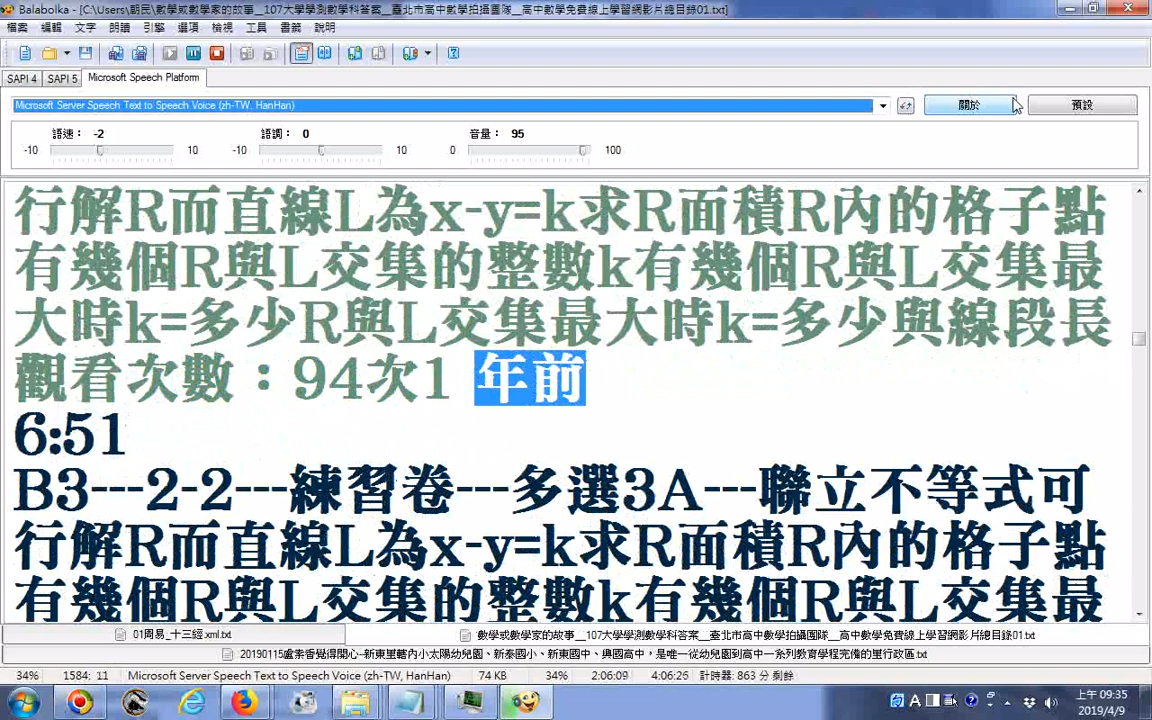 Balabolka - [C:\Users\朝民\數學或數學家的故事__107大學學測數學科答案__臺北市高中數學拍攝團隊__高中數學免費線上學習網影片總目錄01.txt]
檔案 編輯 文字 朗讀 引擎 選項 檢視 工具 書籤 說明
SAPI 4 SAPI 5 Microsoft Speech Platform
Microsoft Server Speech Text to Speech Voice (zh-TW, HanHan) 關於 預設
語速： -2 語調： 0 音量： 95
-10 10 -10 10 0 100
行解R而直線L為x-y=k求R面積R內的格子點
有幾個R與L交集的整數k有幾個R與L交集最
大時k=多少R與L交集最大時k=多少與線段長
觀看次數：94次1 年前
6:51
B3---2-2---練習卷---多選3A---聯立不等式可
行解R而直線L為x-y=k求R面積R內的格子點
有幾個R與L交集的整數k有幾個R與L交集最
01周易_十三經.xml.txt 數學或數學家的故事__107大學學測數學科答案__臺北市高中數學拍攝團隊__高中數學免費線上學習網影片總目錄01.txt
20190115盧素香覺得開心--新東里轄內小太陽幼兒園、新泰國小、新東國中、興國高中，是唯一從幼兒園到高中一系列教育學程完備的里行政區.txt
34% 1584: 11 Microsoft Server Speech Text to Speech Voice (zh-TW, HanHan) 74 KB 34% 2:06:09 4:06:26 計時器: 863 分 剩餘
上午 09:35
2019/4/9